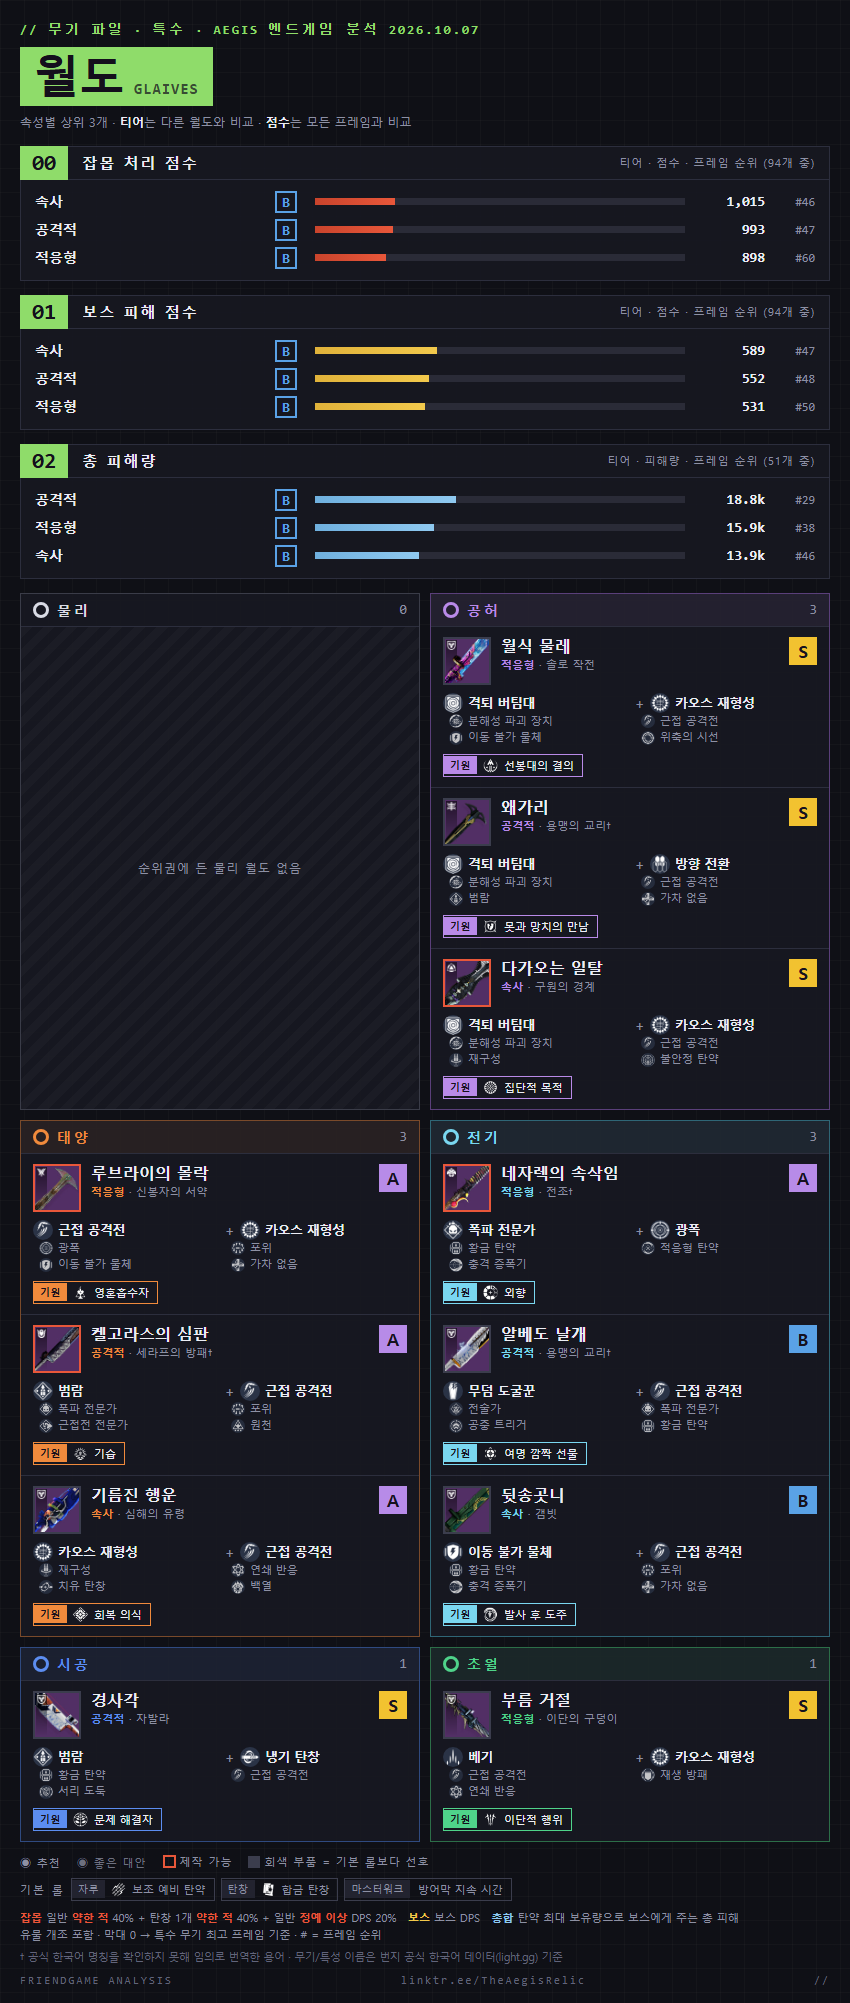 // 무기 파일 · 특수 · AEGIS 엔드게임 분석 2026.10.07
월도 GLAIVES
속성별 상위 3개 · 티어는 다른 월도와 비교 · 점수는 모든 프레임과 비교
00 잡몹 처리 점수 티어 · 점수 · 프레임 순위 (94개 중)
속사 B 1,015 #46
공격적 B 993 #47
적응형 B 898 #60
01 보스 피해 점수 티어 · 점수 · 프레임 순위 (94개 중)
속사 B 589 #47
공격적 B 552 #48
적응형 B 531 #50
02 총 피해량 티어 · 피해량 · 프레임 순위 (51개 중)
공격적 B 18.8k #29
적응형 B 15.9k #38
속사 B 13.9k #46
물리 0
순위권에 든 물리 월도 없음
공허 3
월식 물레 S
적응형 · 솔로 작전
격퇴 버팀대 + 카오스 재형성
분해성 파괴 장치 근접 공격전
이동 불가 물체 위축의 시선
기원 선봉대의 결의
왜가리 S
공격적 · 용맹의 교리†
격퇴 버팀대 + 방향 전환
분해성 파괴 장치 근접 공격전
범람 가차 없음
기원 못과 망치의 만남
다가오는 일탈 S
속사 · 구원의 경계
격퇴 버팀대 + 카오스 재형성
분해성 파괴 장치 근접 공격전
재구성 불안정 탄약
기원 집단적 목적
태양 3
루브라이의 몰락 A
적응형 · 신봉자의 서약
근접 공격전 + 카오스 재형성
광폭 포위
이동 불가 물체 가차 없음
기원 영혼흡수자
켈고라스의 심판 A
공격적 · 세라프의 방패†
범람 + 근접 공격전
폭파 전문가 포위
근접전 전문가 원천
기원 기습
기름진 행운 A
속사 · 심해의 유령
카오스 재형성 + 근접 공격전
재구성 연쇄 반응
치유 탄창 백열
기원 회복 의식
전기 3
네자렉의 속삭임 A
적응형 · 전조†
폭파 전문가 + 광폭
황금 탄약 적응형 탄약
충격 증폭기
기원 외향
알베도 날개 B
공격적 · 용맹의 교리†
무덤 도굴꾼 + 근접 공격전
전술가 폭파 전문가
공중 트리거 황금 탄약
기원 여명 깜짝 선물
뒷송곳니 B
속사 · 갬빗
이동 불가 물체 + 근접 공격전
황금 탄약 포위
충격 증폭기 가차 없음
기원 발사 후 도주
시공 1
경사각 S
공격적 · 자발라
범람 + 냉기 탄창
황금 탄약 근접 공격전
서리 도둑
기원 문제 해결자
초월 1
부름 거절 S
적응형 · 이단의 구덩이
베기 + 카오스 재형성
근접 공격전 재생 방패
연쇄 반응
기원 이단적 행위
추천 좋은 대안 제작 가능 회색 부품 = 기본 롤보다 선호
기본 롤 자루 보조 예비 탄약 탄창 합금 탄창 마스터워크 방어막 지속 시간
잡몹 일반 약한 적 40% + 탄창 1개 약한 적 40% + 일반 정예 이상 DPS 20% 보스 보스 DPS 총합 탄약 최대 보유량으로 보스에게 주는 총 피해
유물 개조 포함 · 막대 0 → 특수 무기 최고 프레임 기준 · # = 프레임 순위
† 공식 한국어 명칭을 확인하지 못해 임의로 번역한 용어 · 무기/특성 이름은 번지 공식 한국어 데이터(light.gg) 기준
FRIENDGAME ANALYSIS linktr.ee/TheAegisRelic //